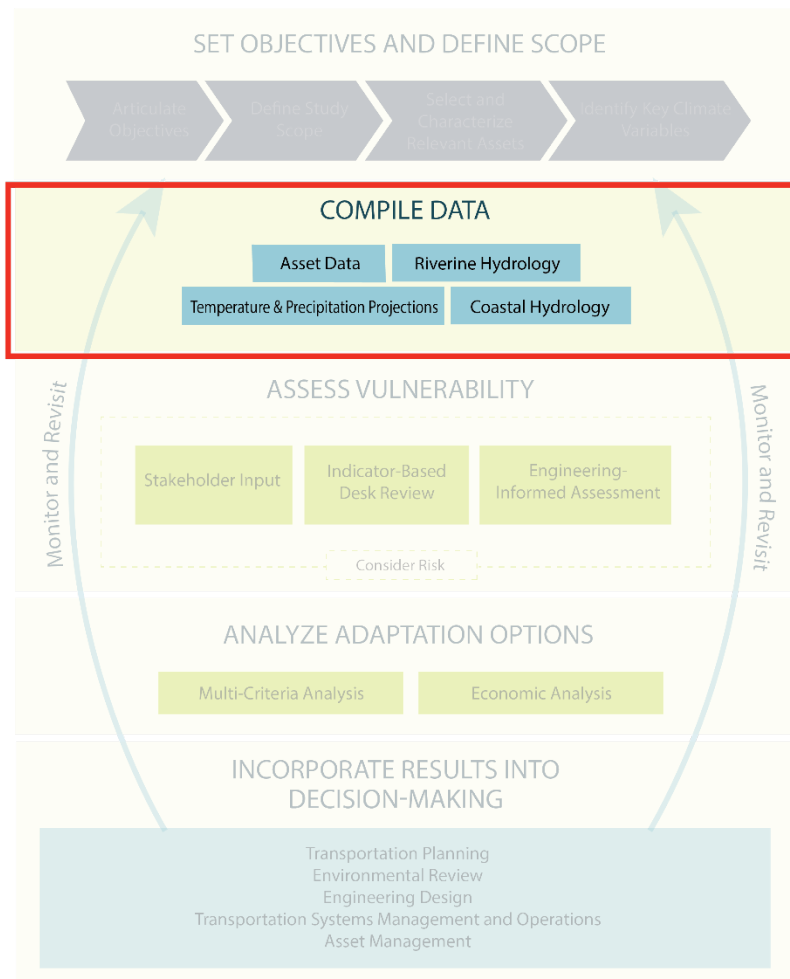 SET OBJECTIVES AND DEFINE SCOPE
Articulate
Objectives
Define Study
Scope
Select and
Characterize
Relevant Assets
Identify Key Climate
Variables
COMPILE DATA
Asset Data
Riverine Hydrology
Temperature & Precipitation Projections
Coastal Hydrology
Monitor and Revisit
ASSESS VULNERABILITY
Stakeholder Input
Indicator-Based
Desk Review
Engineering-
Informed Assessment
Consider Risk
Monitor and Revisit
ANALYZE ADAPTATION OPTIONS
Multi-Criteria Analysis
Economic Analysis
INCORPORATE RESULTS INTO
DECISION-MAKING
Transportation Planning
Environmental Review
Engineering Design
Transportation Systems Management and Operations
Asset Management